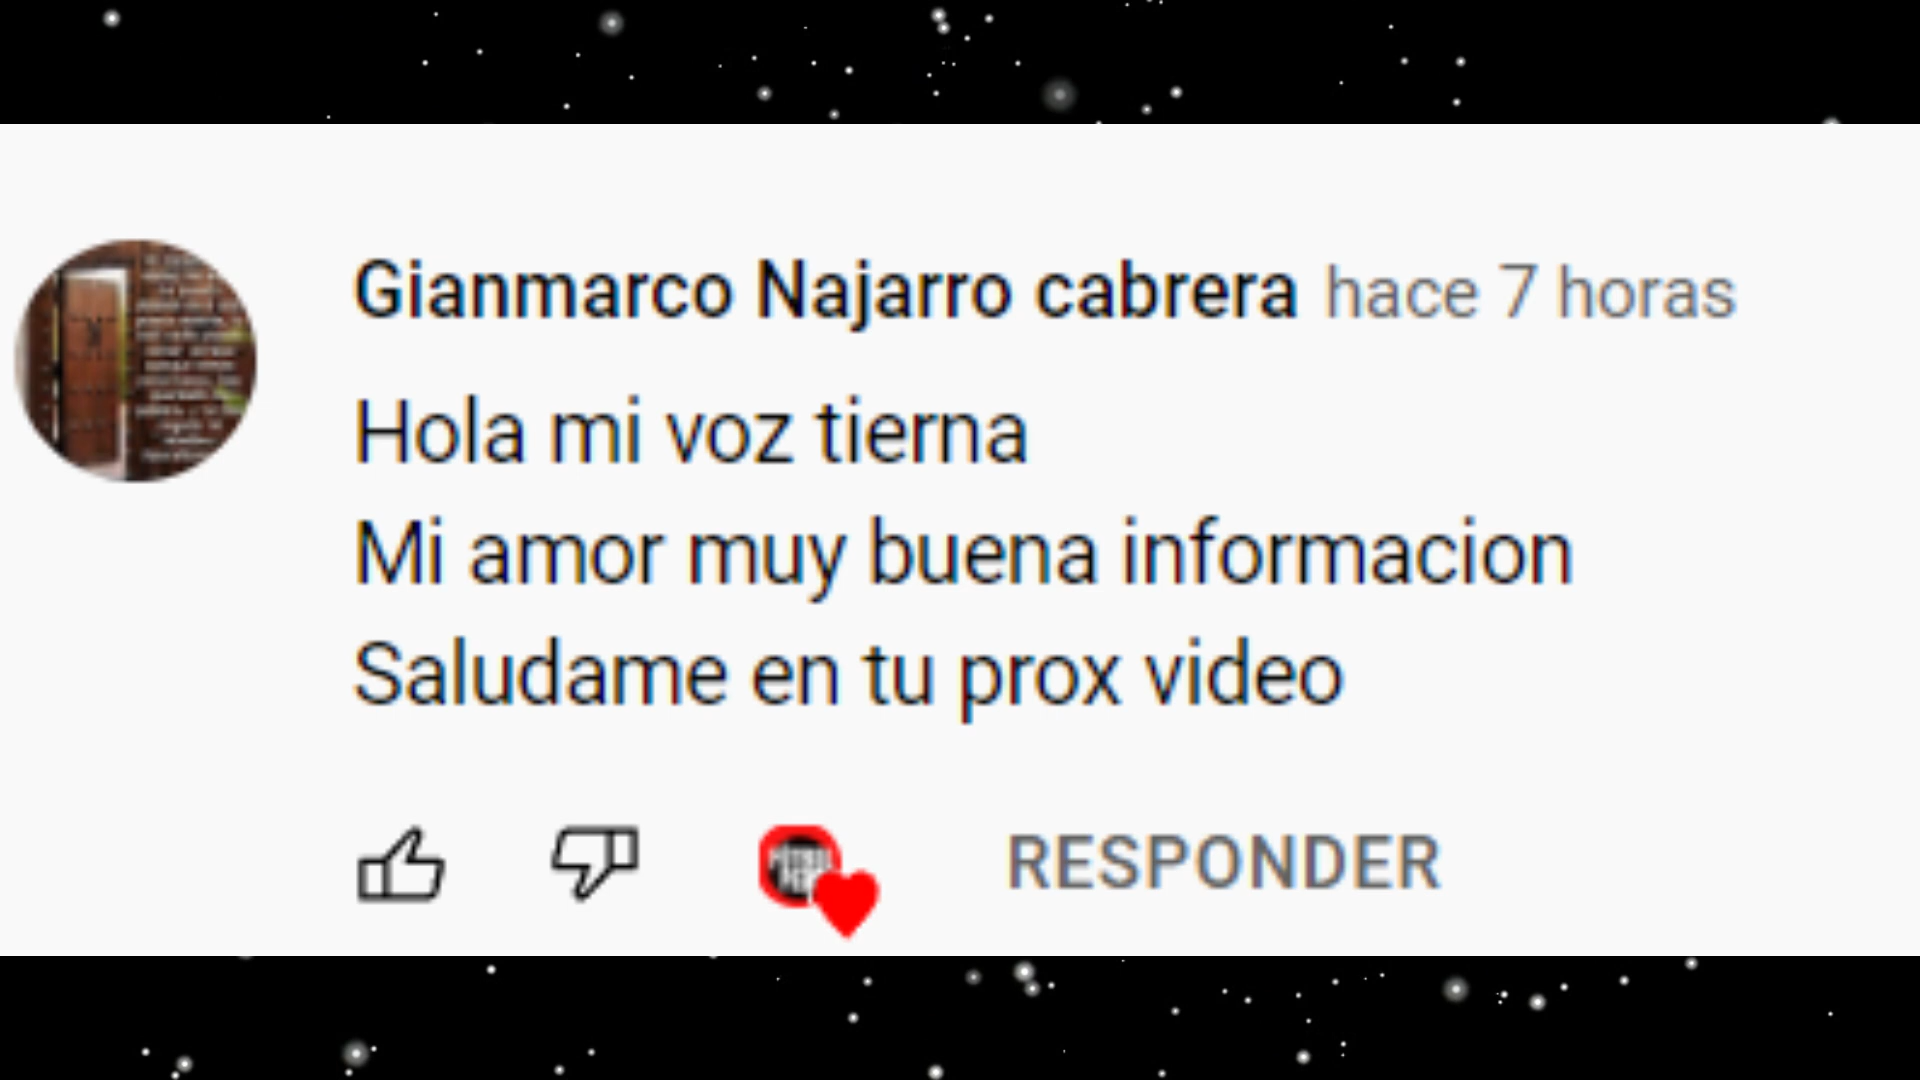 Gianmarco Najarro cabrera hace 7 horas
Hola mi voz tierna
Mi amor muy buena informacion
Saludame en tu prox video
RESPONDER